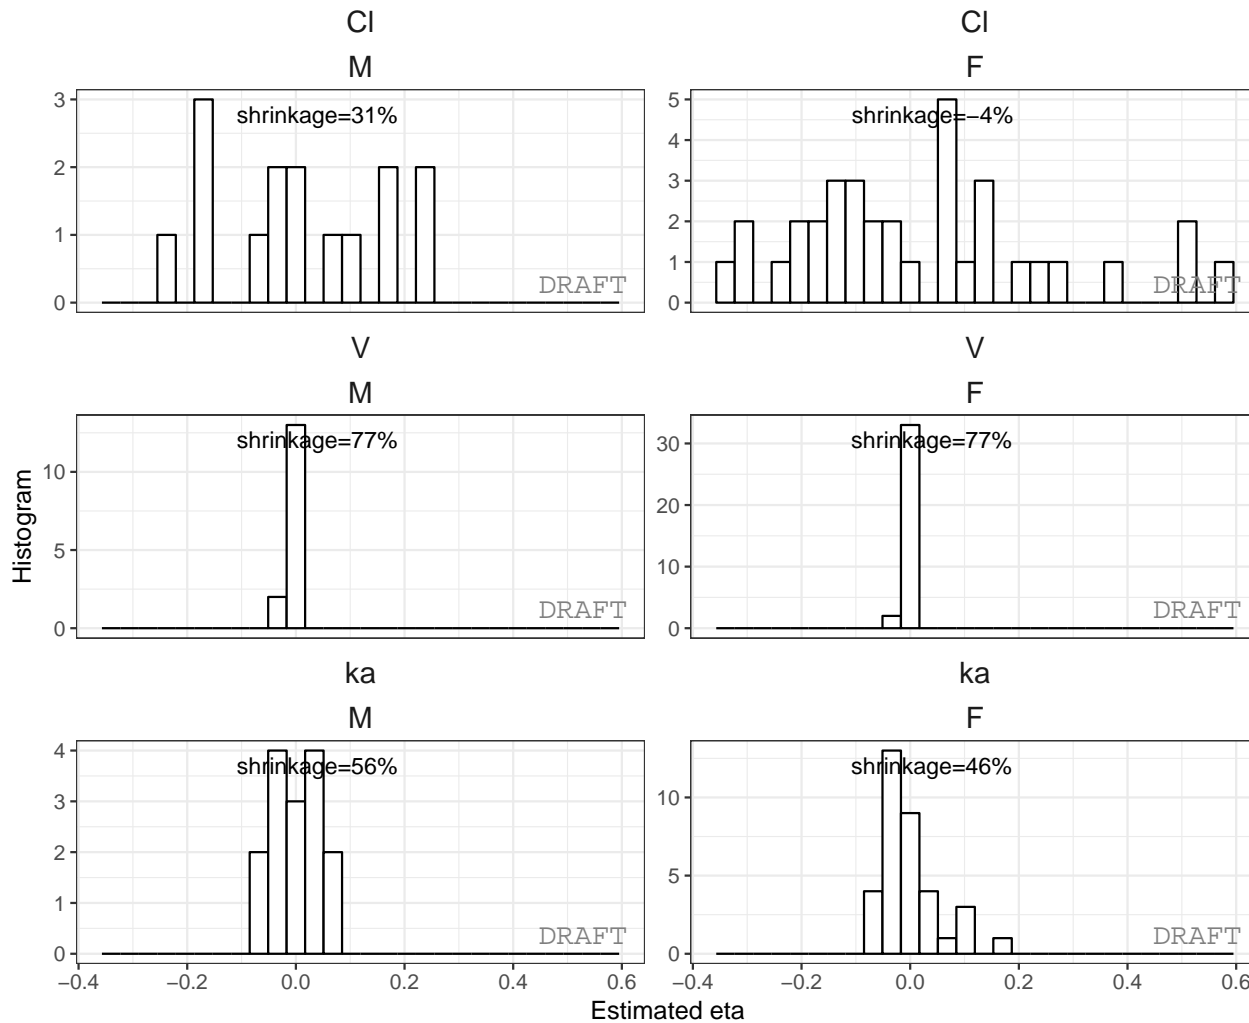 Cl
M
3
2
1
0
shrinkage=31%
DRAFT
Cl
F
5
4
3
2
1
0
shrinkage=−4%
DRAFT
V
M
10
5
0
shrinkage=77%
DRAFT
V
F
30
20
10
0
shrinkage=77%
DRAFT
ka
M
4
3
2
1
0
shrinkage=56%
DRAFT
−0.4 −0.2 0.0 0.2 0.4 0.6
ka
F
10
5
0
shrinkage=46%
DRAFT
−0.4 −0.2 0.0 0.2 0.4 0.6
Histogram
Estimated eta